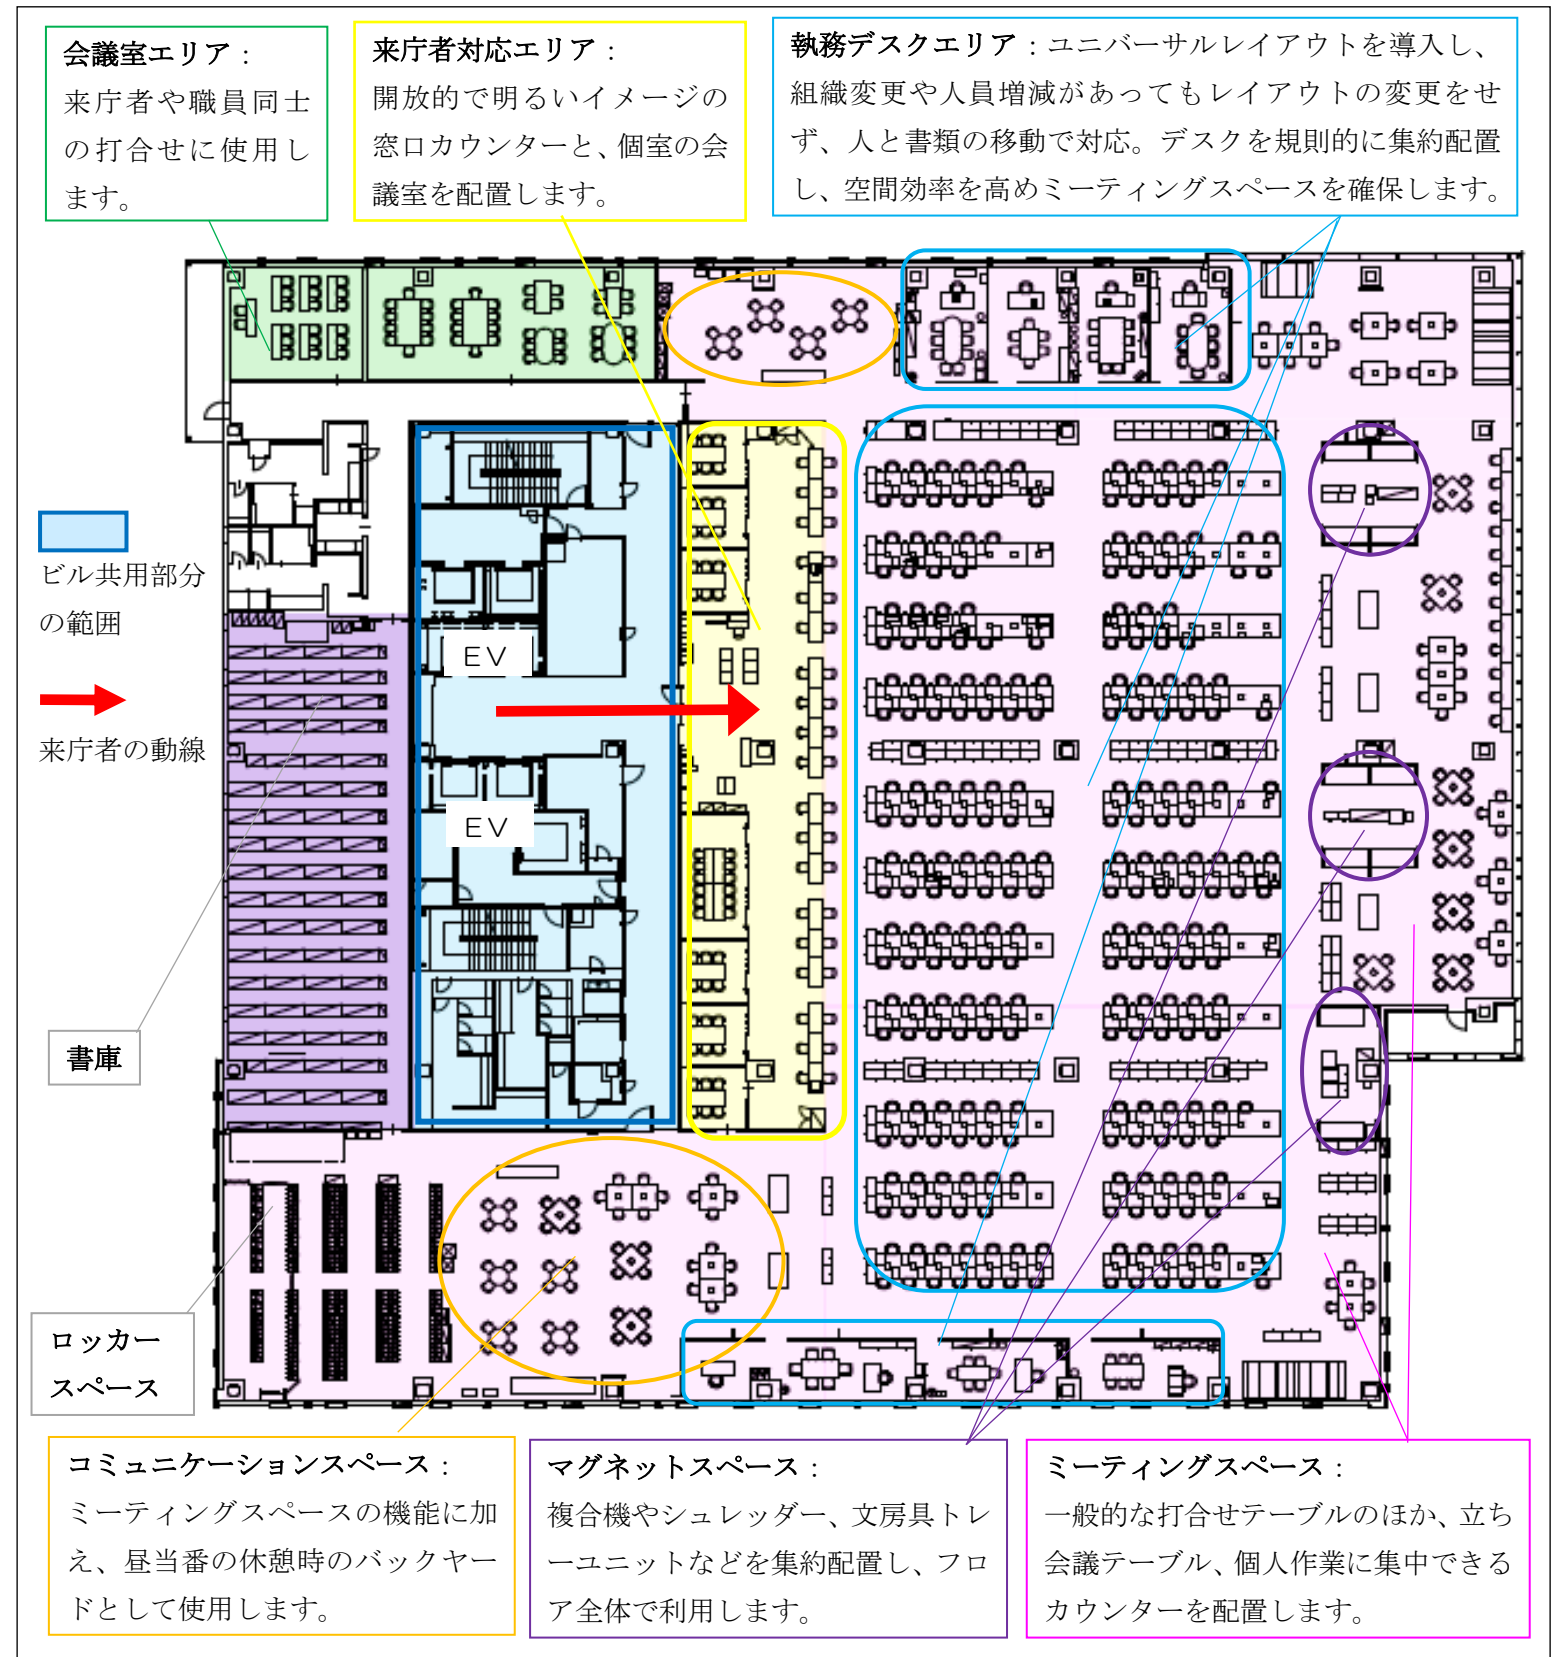 会議室エリア：
来庁者や職員同士
の打合せに使用し
ます。
来庁者対応エリア：
開放的で明るいイメージの
窓口カウンターと、個室の会
議室を配置します。
執務デスクエリア：ユニバーサルレイアウトを導入し、
組織変更や人員増減があってもレイアウトの変更をせ
ず、人と書類の移動で対応。デスクを規則的に集約配置
し、空間効率を高めミーティングスペースを確保します。
ビル共用部分
の範囲
来庁者の動線
EV
EV
書庫
ロッカー
スペース
コミュニケーションスペース：
ミーティングスペースの機能に加
え、昼当番の休憩時のバックヤー
ドとして使用します。
マグネットスペース：
複合機やシュレッダー、文房具トレ
ーユニットなどを集約配置し、フロ
ア全体で利用します。
ミーティングスペース：
一般的な打合せテーブルのほか、立ち
会議テーブル、個人作業に集中できる
カウンターを配置します。